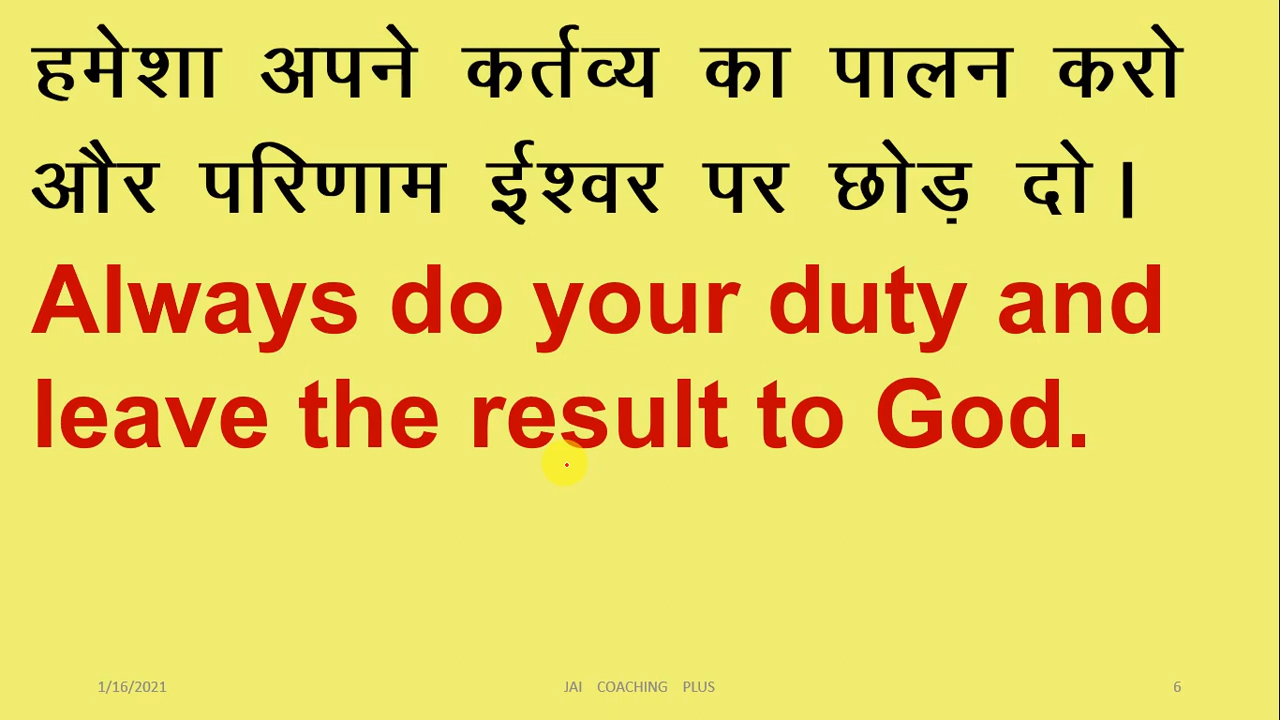 हमेशा अपने कर्तव्य का पालन करो
और परिणाम ईश्वर पर छोड़ दो।
Always do your duty and
leave the result to God.
1/16/2021 JAI COACHING PLUS 6